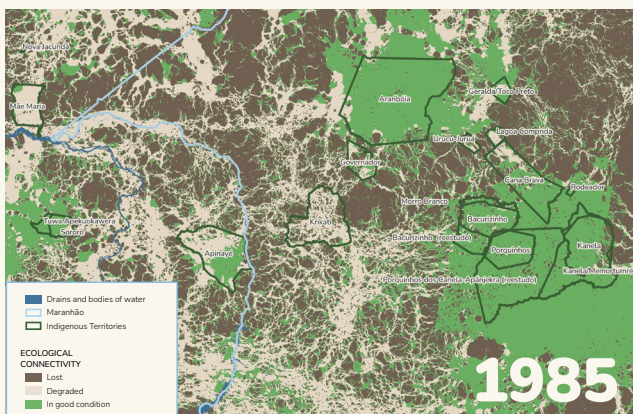 Nova Jacundá
Mãe Maria
Arariboia
Geralda/Toco Preto
Urucu-Juruá
Lagoa Comprida
Governador
Cana Brava
Rodeador
Morro Branco
Krikati
Bacurizinho
Tuwa Apekuokawera
Sororó
Bacurizinho (reestudo)
Kanela
Porquinhos
Apinayé
Kanela/Memortumré
Porquinhos dos Canela-Apãnjekra (reestudo)
Drains and bodies of water
Maranhão
Indigenous Territories
ECOLOGICAL
CONNECTIVITY
Lost
Degraded
In good condition
1985